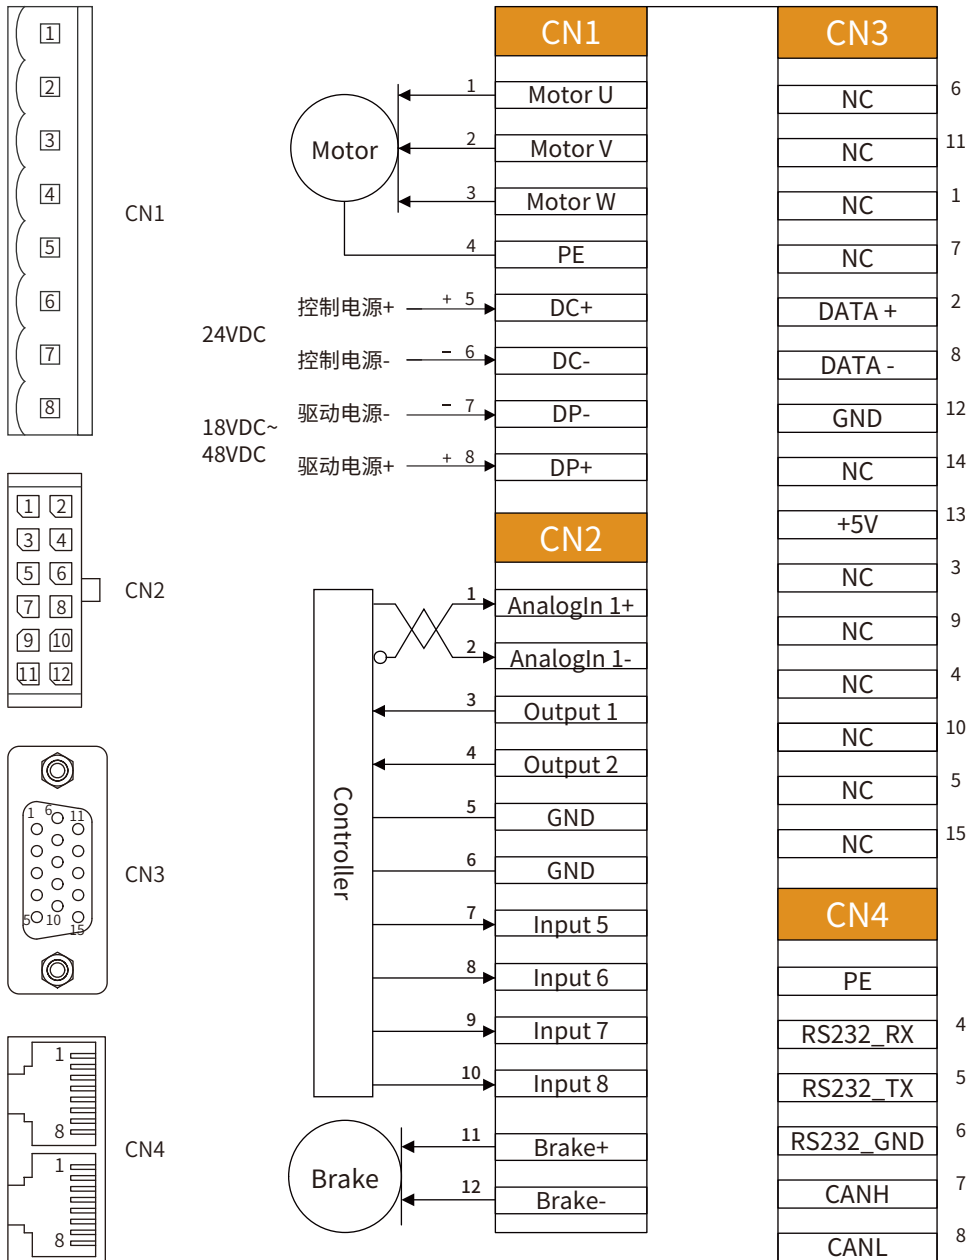 1
2
3
4
5
6
7
8
CN1
1 2
3 4
5 6
7 8
9 10
11 12
CN2
1 6 11
5 10 15
CN3
1
8
1
8
CN4
CN1
Motor
1 Motor U
2 Motor V
3 Motor W
4 PE
24VDC
控制电源+ + 5 DC+
控制电源- − 6 DC-
18VDC~
48VDC
驱动电源- − 7 DP-
驱动电源+ + 8 DP+
CN2
Controller
1 AnalogIn 1+
2 AnalogIn 1-
3 Output 1
4 Output 2
5 GND
6 GND
7 Input 5
8 Input 6
9 Input 7
10 Input 8
Brake
11 Brake+
12 Brake-
CN3
NC 6
NC 11
NC 1
NC 7
DATA + 2
DATA - 8
GND 12
NC 14
+5V 13
NC 3
NC 9
NC 4
NC 10
NC 5
NC 15
CN4
PE
RS232_RX 4
RS232_TX 5
RS232_GND 6
CANH 7
CANL 8